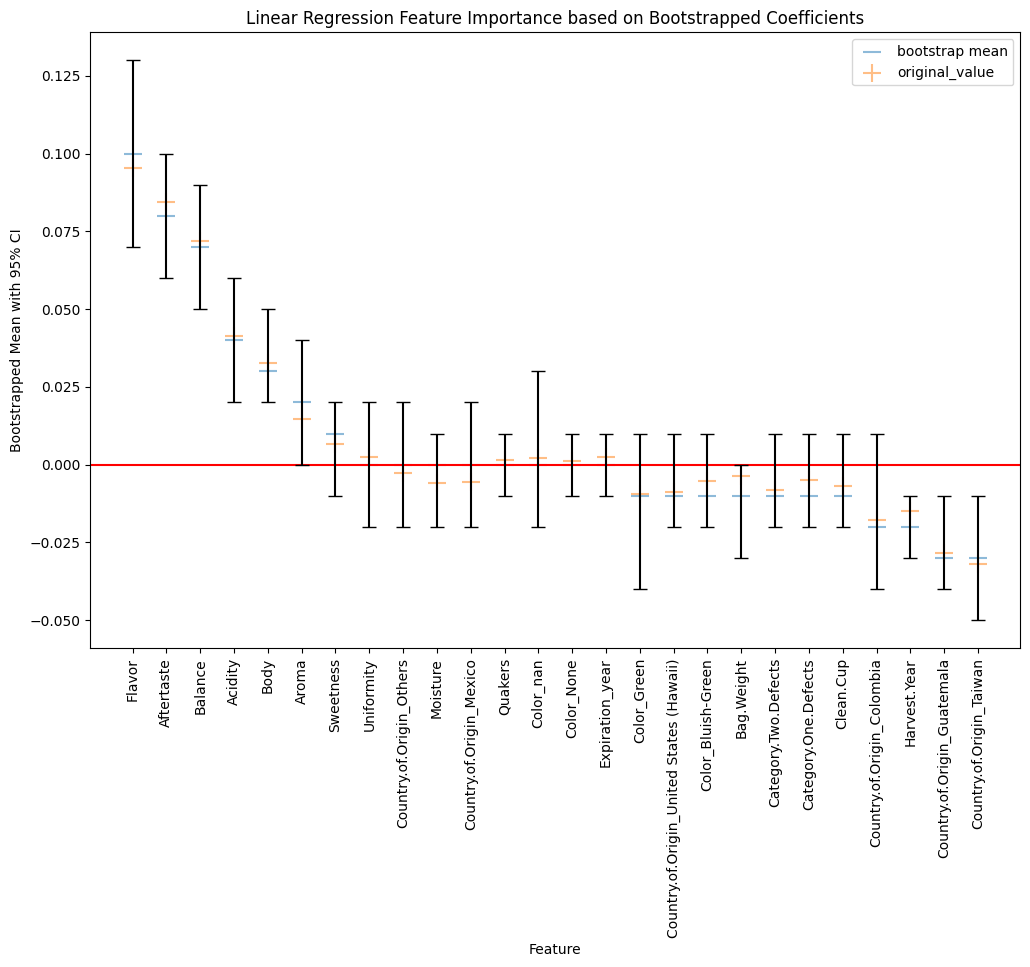 Linear Regression Feature Importance based on Bootstrapped Coefficients
bootstrap mean
original_value
Bootstrapped Mean with 95% CI
0.125
0.100
0.075
0.050
0.025
0.000
−0.025
−0.050
Flavor
Aftertaste
Balance
Acidity
Body
Aroma
Sweetness
Uniformity
Country.of.Origin_Others
Moisture
Country.of.Origin_Mexico
Quakers
Color_nan
Color_None
Expiration_year
Color_Green
Country.of.Origin_United States (Hawaii)
Color_Bluish-Green
Bag.Weight
Category.Two.Defects
Category.One.Defects
Clean.Cup
Country.of.Origin_Colombia
Harvest.Year
Country.of.Origin_Guatemala
Country.of.Origin_Taiwan
Feature